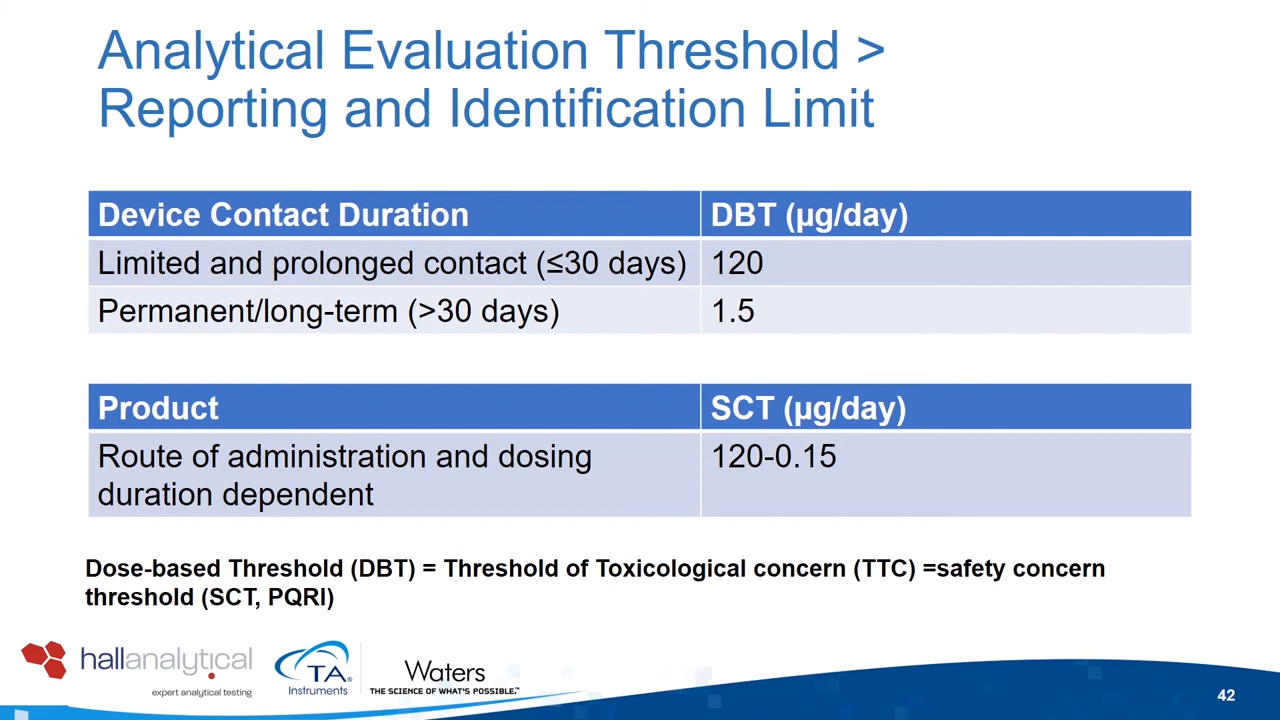 Analytical Evaluation Threshold >
Reporting and Identification Limit
Device Contact Duration DBT (µg/day)
Limited and prolonged contact (≤30 days) 120
Permanent/long-term (>30 days) 1.5
Product SCT (µg/day)
Route of administration and dosing 120-0.15
duration dependent
Dose-based Threshold (DBT) = Threshold of Toxicological concern (TTC) =safety concern
threshold (SCT, PQRI)
hallanalytical
expert analytical testing
TA®
Instruments
Waters
THE SCIENCE OF WHAT'S POSSIBLE.™
42